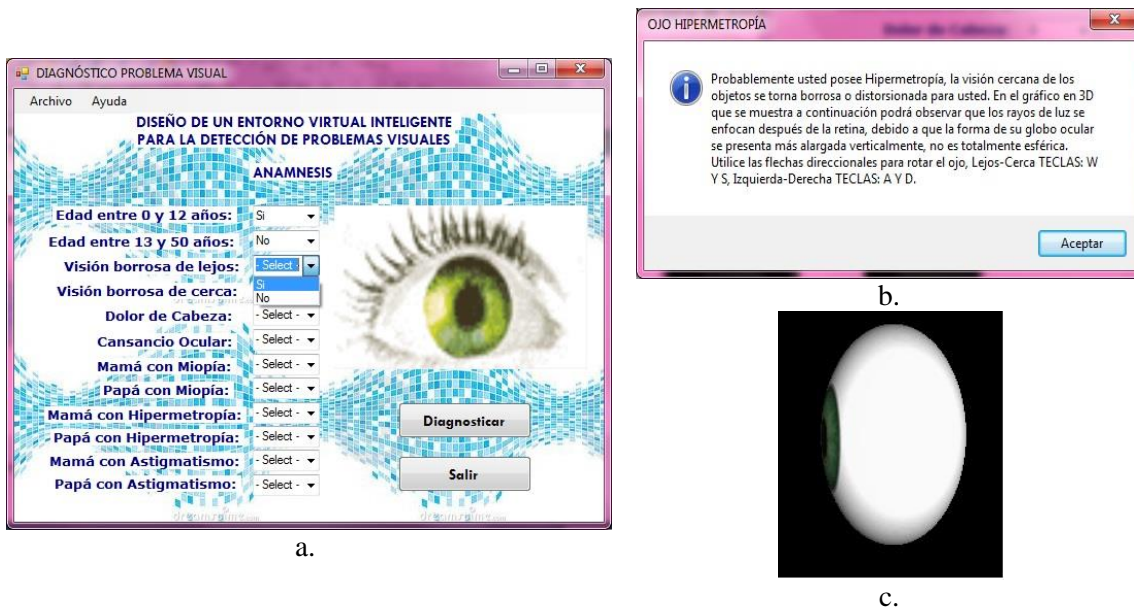 DIAGNÓSTICO PROBLEMA VISUAL
Archivo Ayuda
DISEÑO DE UN ENTORNO VIRTUAL INTELIGENTE
PARA LA DETECCIÓN DE PROBLEMAS VISUALES
ANAMNESIS
Edad entre 0 y 12 años: Si
Edad entre 13 y 50 años: No
Visión borrosa de lejos: - Select -
Si
Visión borrosa de cerca:
No
Dolor de Cabeza: - Select -
Cansancio Ocular: - Select -
Mamá con Miopía: - Select -
Papá con Miopía: - Select -
Mamá con Hipermetropía: - Select -
Papá con Hipermetropía: - Select -
Mamá con Astigmatismo: - Select -
Papá con Astigmatismo: - Select -
Diagnosticar
Salir
a.
OJO HIPERMETROPÍA
Dolor de Cabeza:
Probablemente usted posee Hipermetropía, la visión cercana de los
objetos se torna borrosa o distorsionada para usted. En el gráfico en 3D
que se muestra a continuación podrá observar que los rayos de luz se
enfocan después de la retina, debido a que la forma de su globo ocular
se presenta más alargada verticalmente, no es totalmente esférica.
Utilice las flechas direccionales para rotar el ojo, Lejos-Cerca TECLAS: W
Y S, Izquierda-Derecha TECLAS: A Y D.
Aceptar
b.
c.